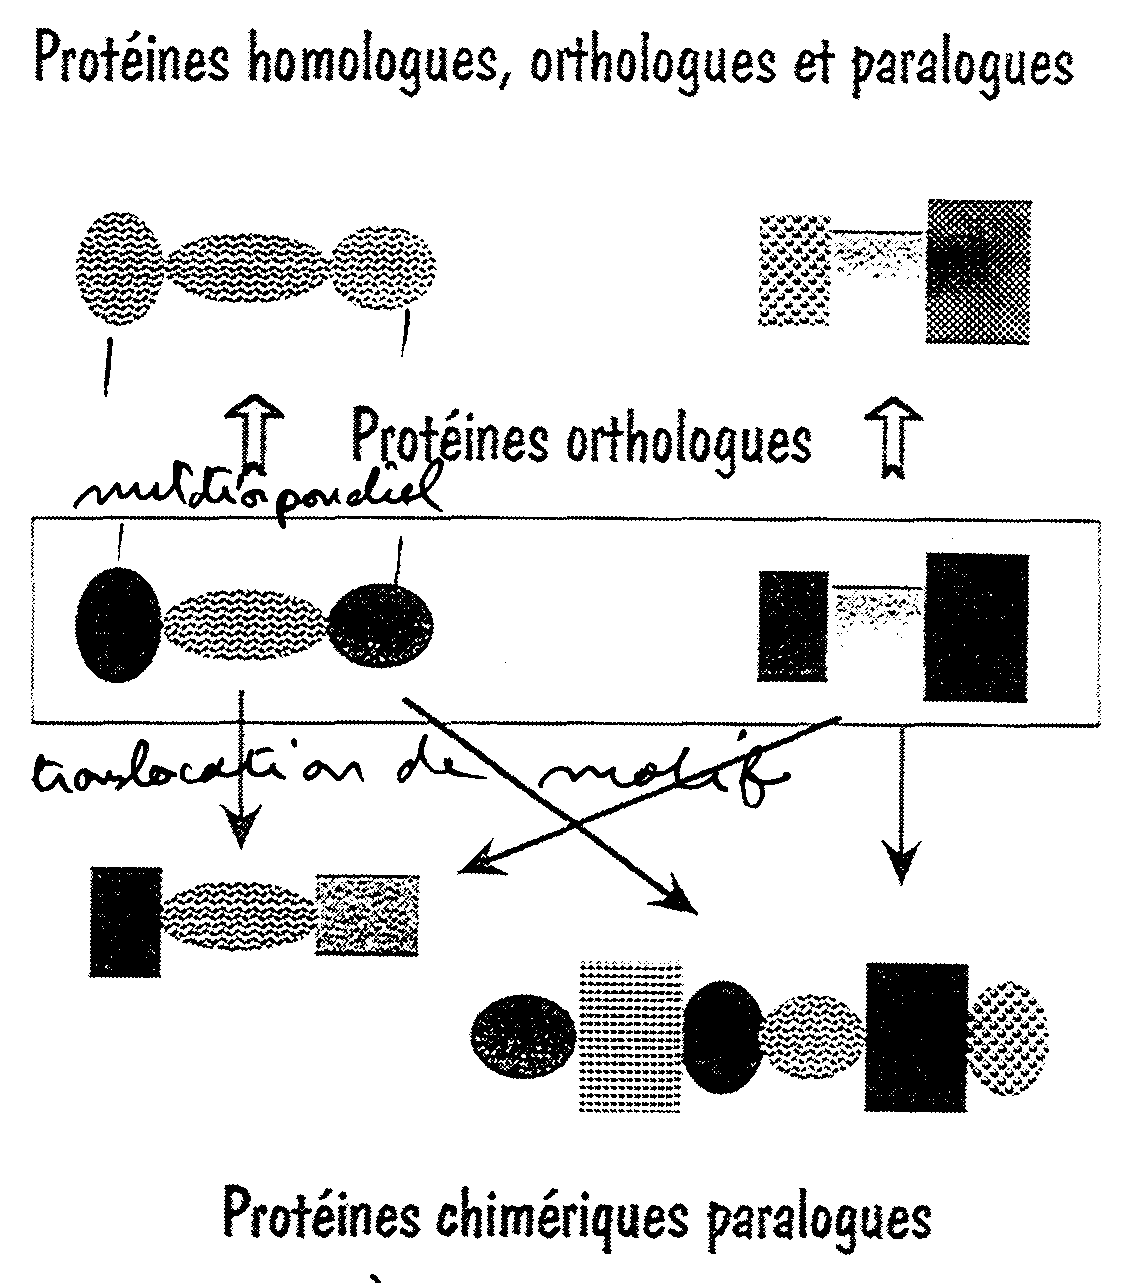 Protéines homologues, orthologues et paralogues
Protéines orthologues
translocation de motif
Protéines chimériques paralogues